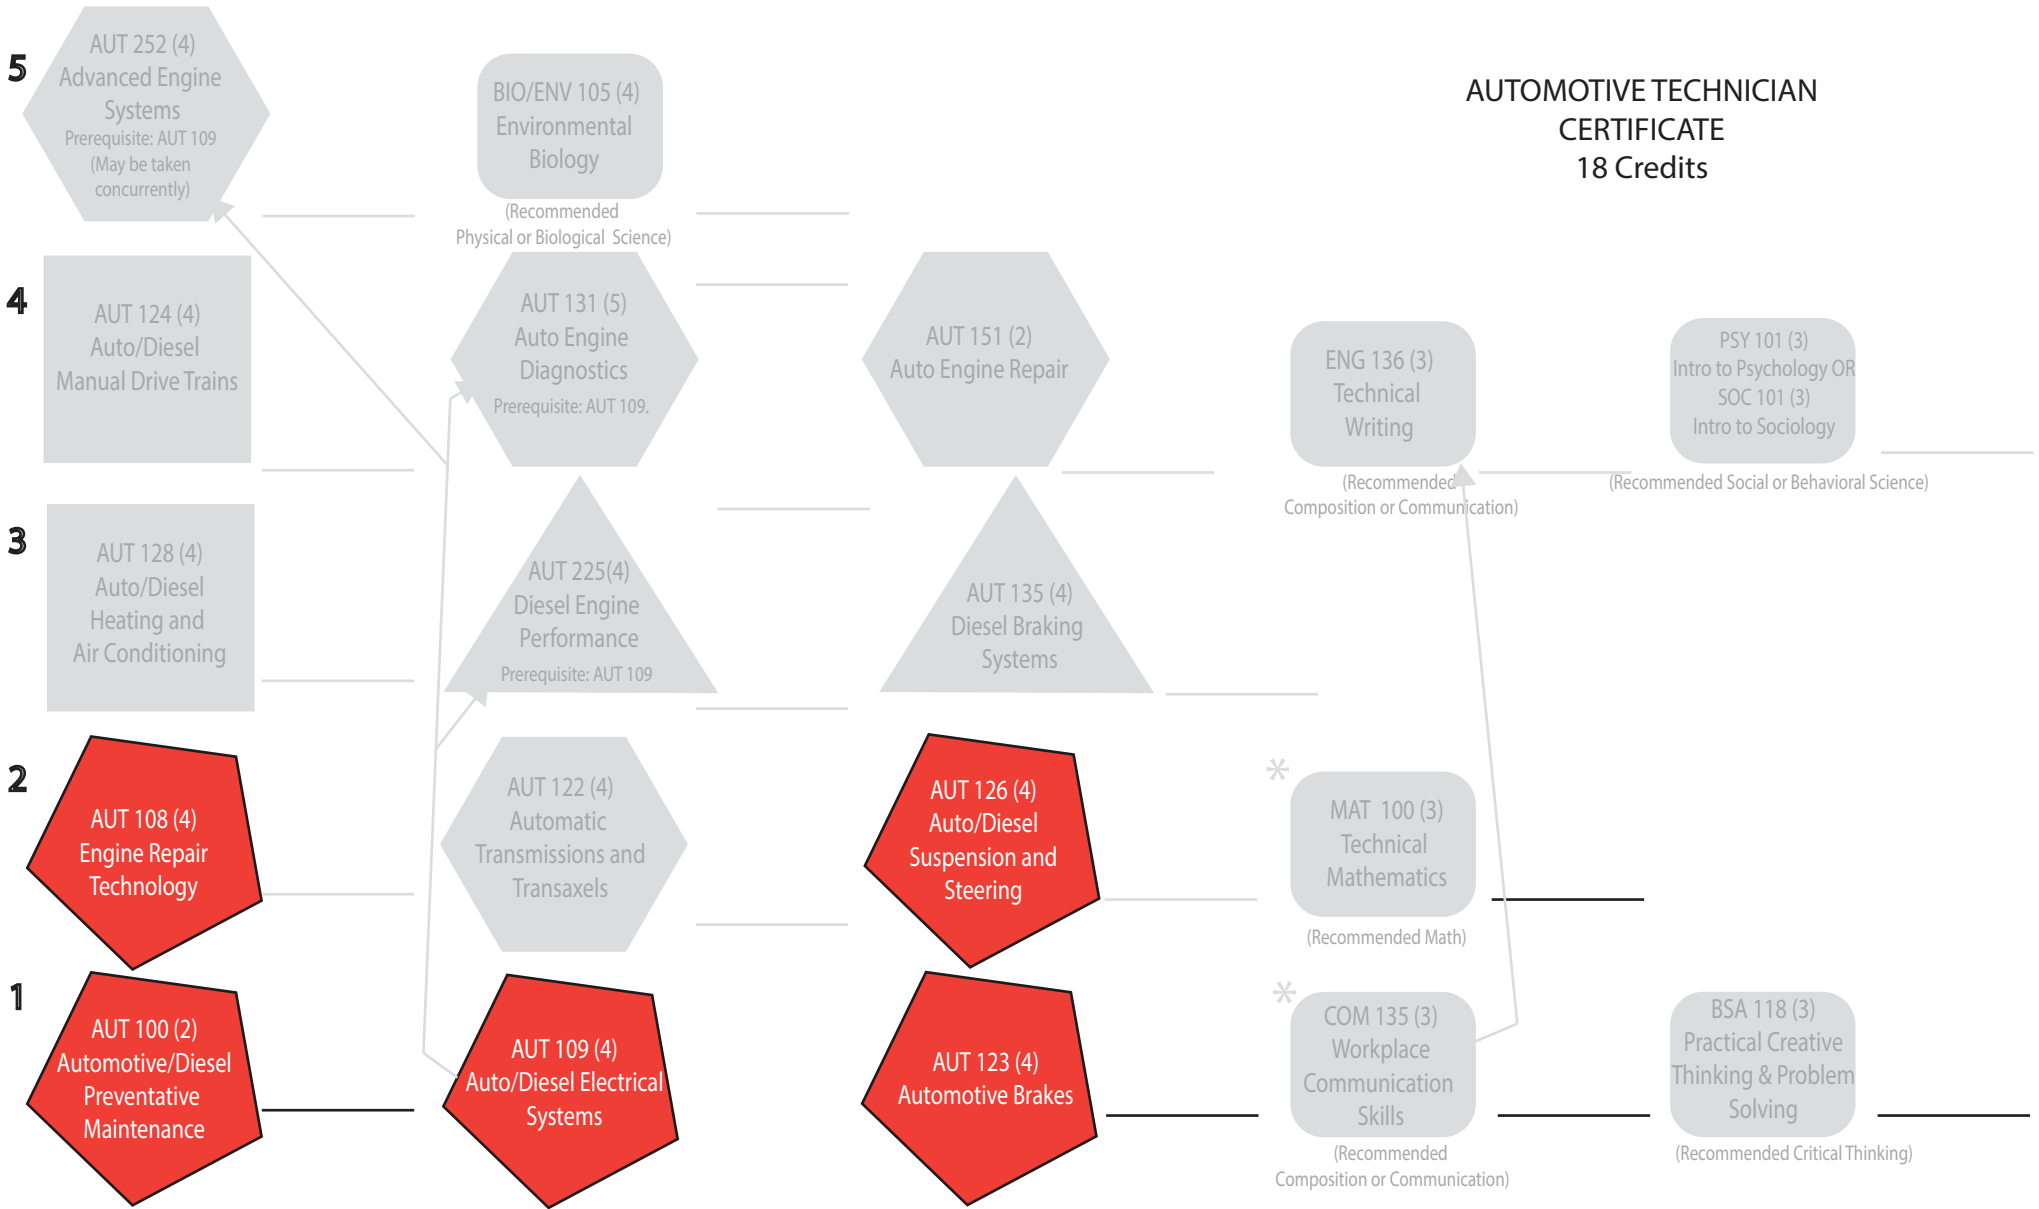 AUTOMOTIVE TECHNICIAN
CERTIFICATE
18 Credits
5
AUT 252 (4)
Advanced Engine
Systems
Prerequisite: AUT 109
(May be taken
concurrently)
BIO/ENV 105 (4)
Environmental
Biology
(Recommended
Physical or Biological Science)
4
AUT 124 (4)
Auto/Diesel
Manual Drive Trains
AUT 131 (5)
Auto Engine
Diagnostics
Prerequisite: AUT 109.
AUT 151 (2)
Auto Engine Repair
ENG 136 (3)
Technical
Writing
(Recommended
Composition or Communication)
PSY 101 (3)
Intro to Psychology OR
SOC 101 (3)
Intro to Sociology
(Recommended Social or Behavioral Science)
3
AUT 128 (4)
Auto/Diesel
Heating and
Air Conditioning
AUT 225(4)
Diesel Engine
Performance
Prerequisite: AUT 109
AUT 135 (4)
Diesel Braking
Systems
2
AUT 108 (4)
Engine Repair
Technology
AUT 122 (4)
Automatic
Transmissions and
Transaxels
AUT 126 (4)
Auto/Diesel
Suspension and
Steering
*
MAT 100 (3)
Technical
Mathematics
(Recommended Math)
1
AUT 100 (2)
Automotive/Diesel
Preventative
Maintenance
AUT 109 (4)
Auto/Diesel Electrical
Systems
AUT 123 (4)
Automotive Brakes
*
COM 135 (3)
Workplace
Communication
Skills
(Recommended
Composition or Communication)
BSA 118 (3)
Practical Creative
Thinking & Problem
Solving
(Recommended Critical Thinking)